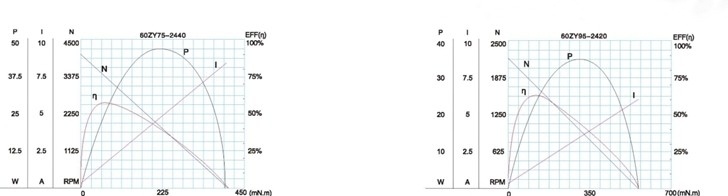 P I N 60ZY75-2440 EFF(η)
50 10 4500 100%
P
N I
37.5 7.5 3375 75%
η
25 5 2250 50%
12.5 2.5 1125 25%
W A RPM
0 225 450 (mN.m)
P I N 60ZY95-2420 EFF(η)
40 10 2500 100%
N P
30 7.5 1875 75%
η I
20 5 1250 50%
10 2.5 625 25%
W A RPM
0 350 700 (mN.m)